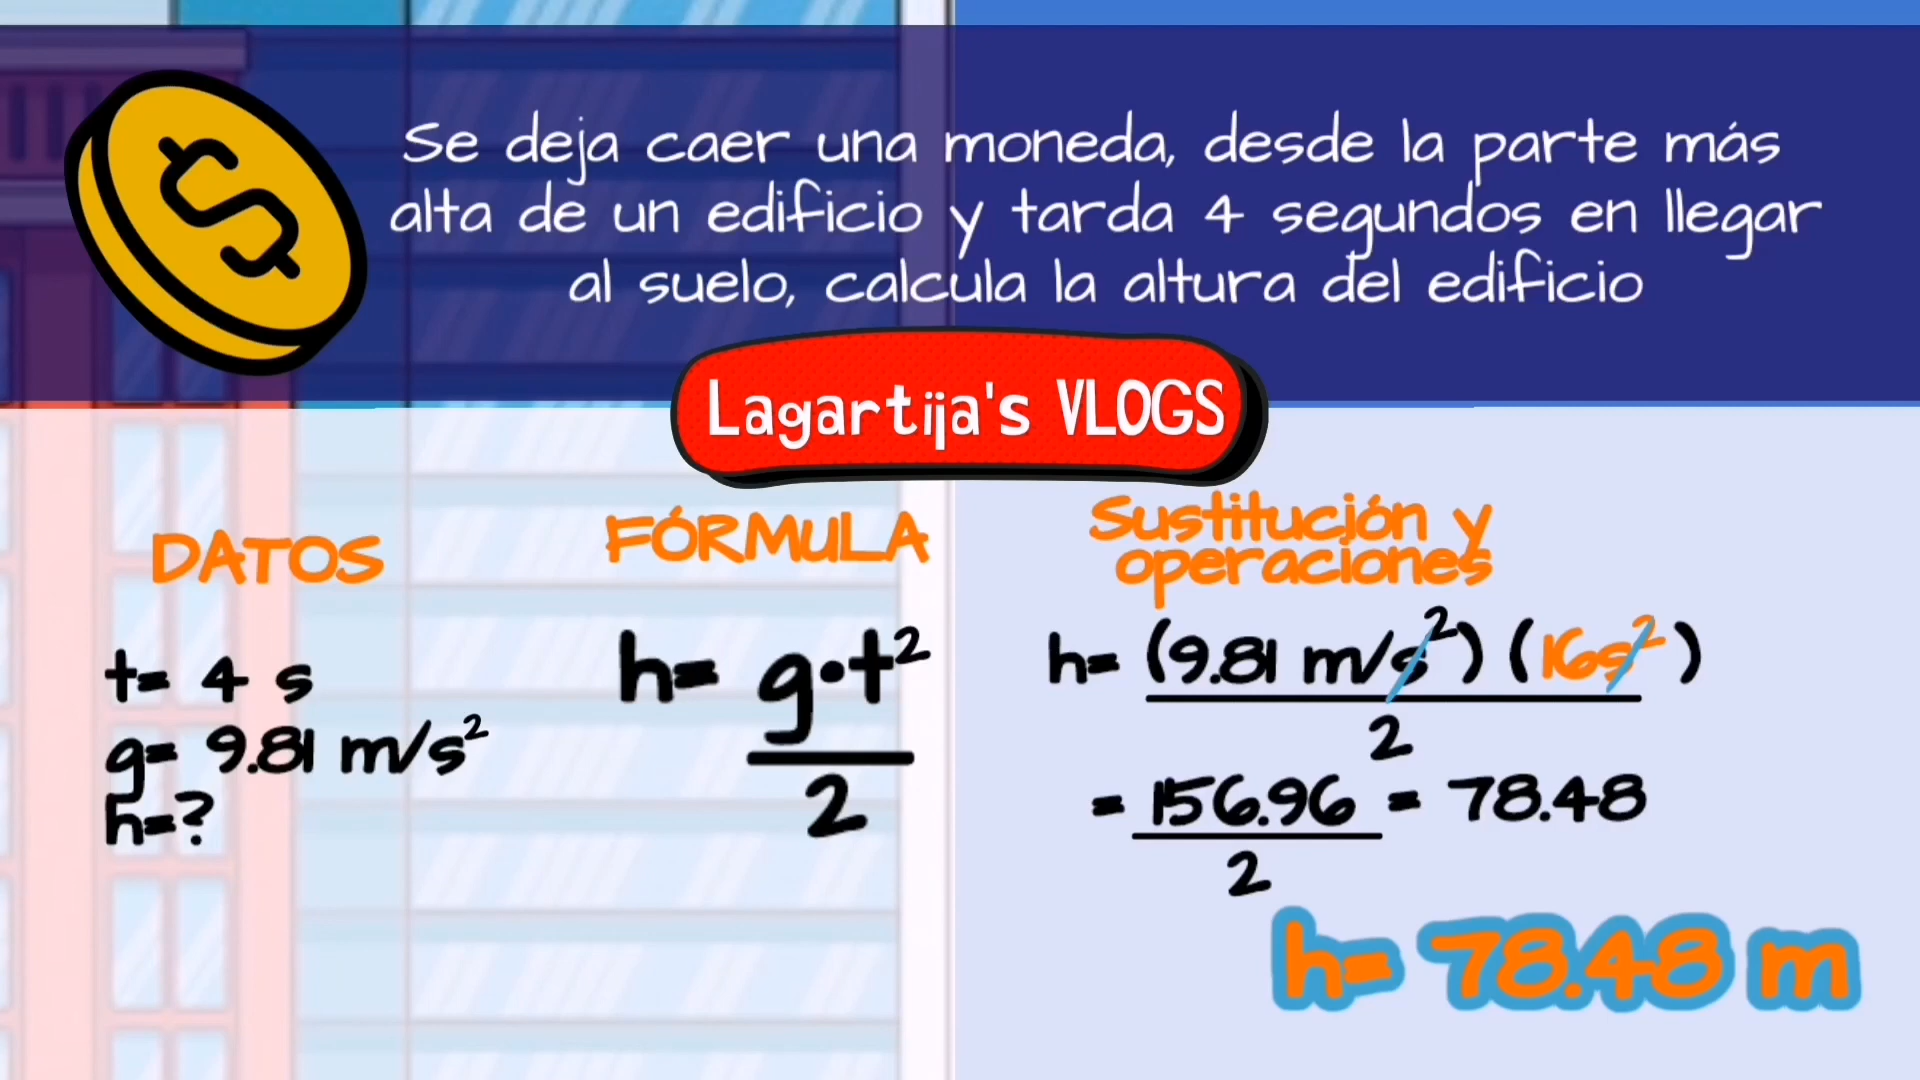 Se deja caer una moneda, desde la parte más
alta de un edificio y tarda 4 segundos en llegar
al suelo, calcula la altura del edificio
Lagartija's VLOGS
DATOS
t= 4 s
g= 9.81 m/s²
h=?
FÓRMULA
h= g·t²
2
Sustitución y
operaciones
h= (9.81 m/s²) (16s²)
2
= 156.96 = 78.48
2
h= 78.48 m